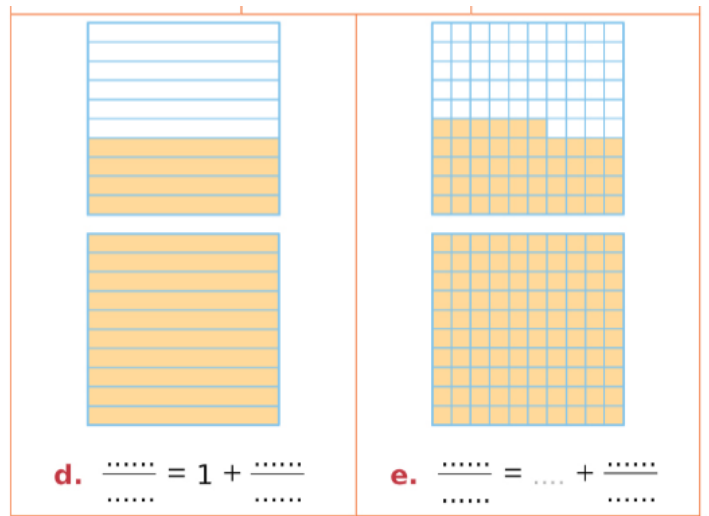 d. ...... / ...... = 1 + ...... / ......
e. ...... / ...... = .... + ...... / ......